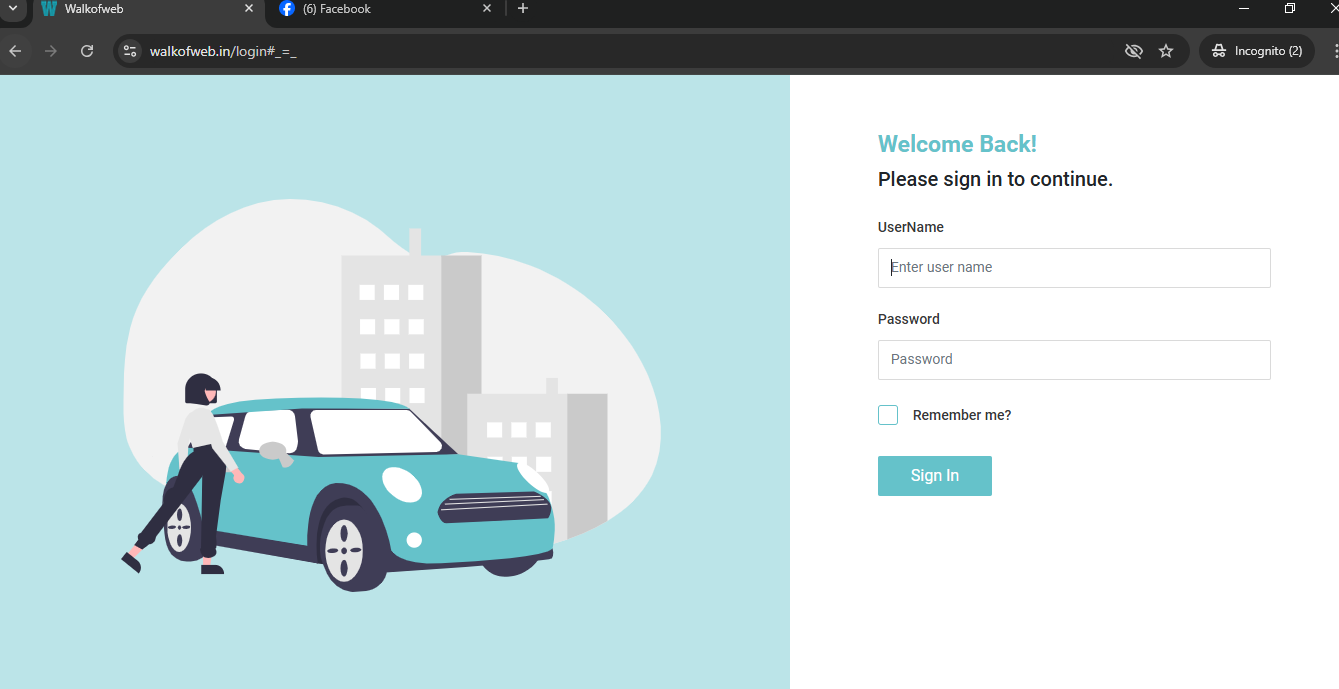 Walkofweb
(6) Facebook
walkofweb.in/login#_=_
Incognito (2)
Welcome Back!
Please sign in to continue.
UserName
Enter user name
Password
Password
Remember me?
Sign In